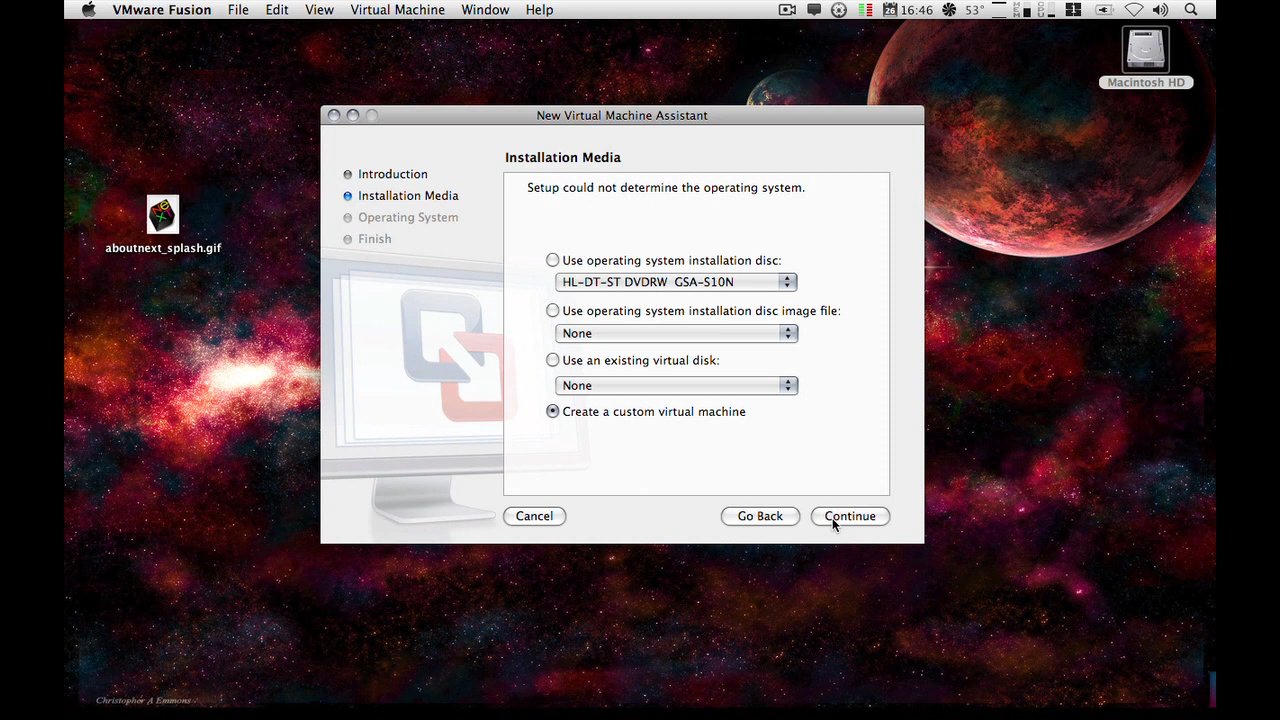 VMware Fusion File Edit View Virtual Machine Window Help 26 16:46 53°
Macintosh HD
New Virtual Machine Assistant
Installation Media
Introduction
Installation Media
Operating System
Finish
Setup could not determine the operating system.
Use operating system installation disc:
HL-DT-ST DVDRW GSA-S10N
Use operating system installation disc image file:
None
Use an existing virtual disk:
None
Create a custom virtual machine
Cancel Go Back Continue
aboutnext_splash.gif
Christopher A Emmons